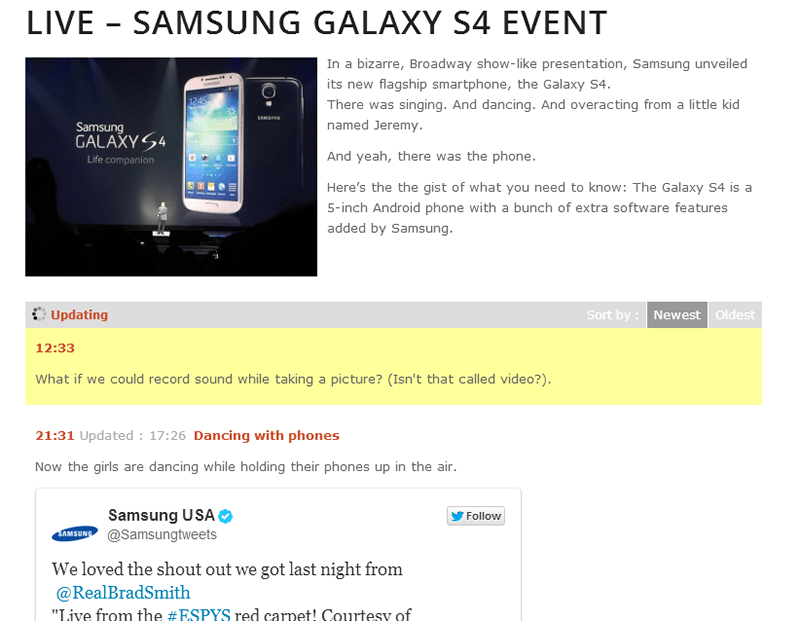 LIVE – SAMSUNG GALAXY S4 EVENT
Samsung
GALAXY S4
Life companion
SAMSUNG
12:45
SAMSUNG
In a bizarre, Broadway show-like presentation, Samsung unveiled
its new flagship smartphone, the Galaxy S4.
There was singing. And dancing. And overacting from a little kid
named Jeremy.
And yeah, there was the phone.
Here’s the the gist of what you need to know: The Galaxy S4 is a
5-inch Android phone with a bunch of extra software features
added by Samsung.
Updating Sort by : Newest Oldest
12:33
What if we could record sound while taking a picture? (Isn't that called video?).
21:31 Updated : 17:26 Dancing with phones
Now the girls are dancing while holding their phones up in the air.
SAMSUNG
Samsung USA
@Samsungtweets
Follow
We loved the shout out we got last night from
@RealBradSmith
"Live from the #ESPYS red carpet! Courtesy of